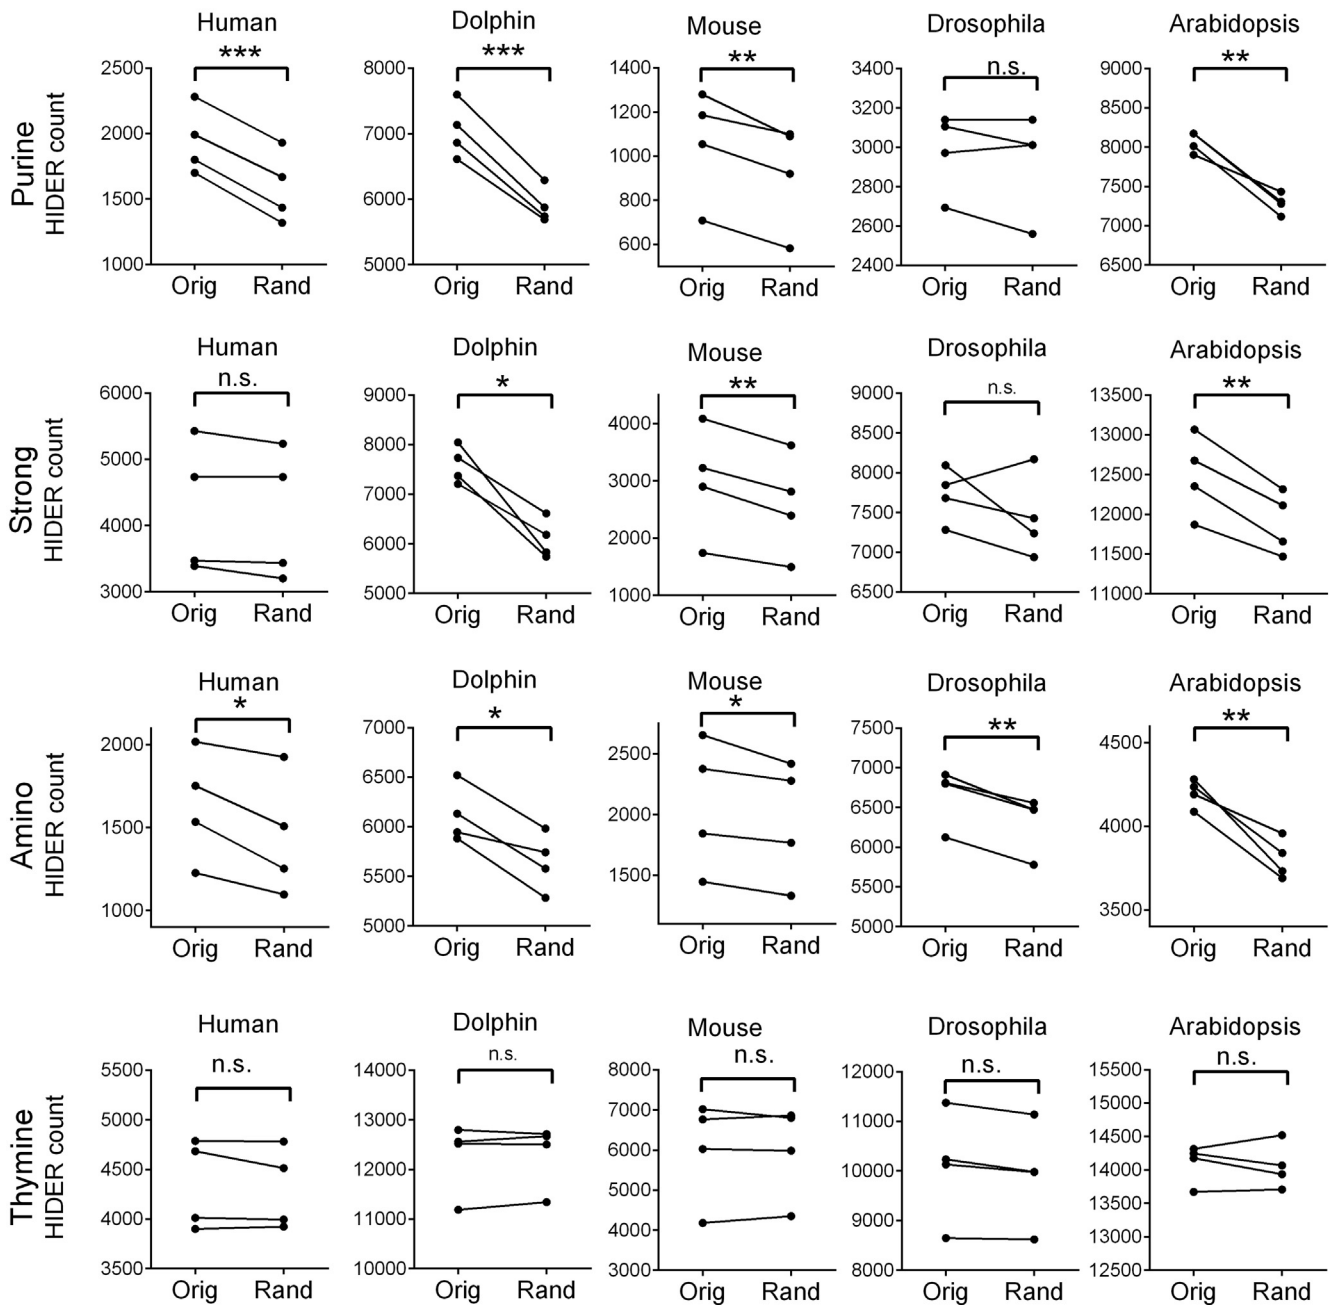 Human Dolphin Mouse Drosophila Arabidopsis
*** *** ** n.s. **
Purine
HIDER count
2500 8000 1400 3400 9000
2000 7000 1200 3200 8500
1500 6000 1000 3000 8000
1000 5000 800 2800 7500
600 2600 7000
2400 6500
Orig Rand Orig Rand Orig Rand Orig Rand Orig Rand
Human Dolphin Mouse Drosophila Arabidopsis
n.s. * ** n.s. **
Strong
HIDER count
6000 9000 4000 9000 13500
5000 8000 3000 8500 13000
4000 7000 2000 8000 12500
3000 6000 1000 7500 12000
5000 7000 11500
6500 11000
Orig Rand Orig Rand Orig Rand Orig Rand Orig Rand
Human Dolphin Mouse Drosophila Arabidopsis
* * * ** **
Amino
HIDER count
2000 7000 2500 7500 4500
1500 6500 2000 7000 4000
1000 6000 1500 6500 3500
5500 6000
5000 5500
5000
Orig Rand Orig Rand Orig Rand Orig Rand Orig Rand
Human Dolphin Mouse Drosophila Arabidopsis
n.s. n.s. n.s. n.s. n.s.
Thymine
HIDER count
5500 14000 8000 12000 15500
5000 13000 7000 11000 15000
4500 12000 6000 10000 14500
4000 11000 5000 9000 14000
3500 10000 4000 8000 13500
3000 13000
12500
Orig Rand Orig Rand Orig Rand Orig Rand Orig Rand